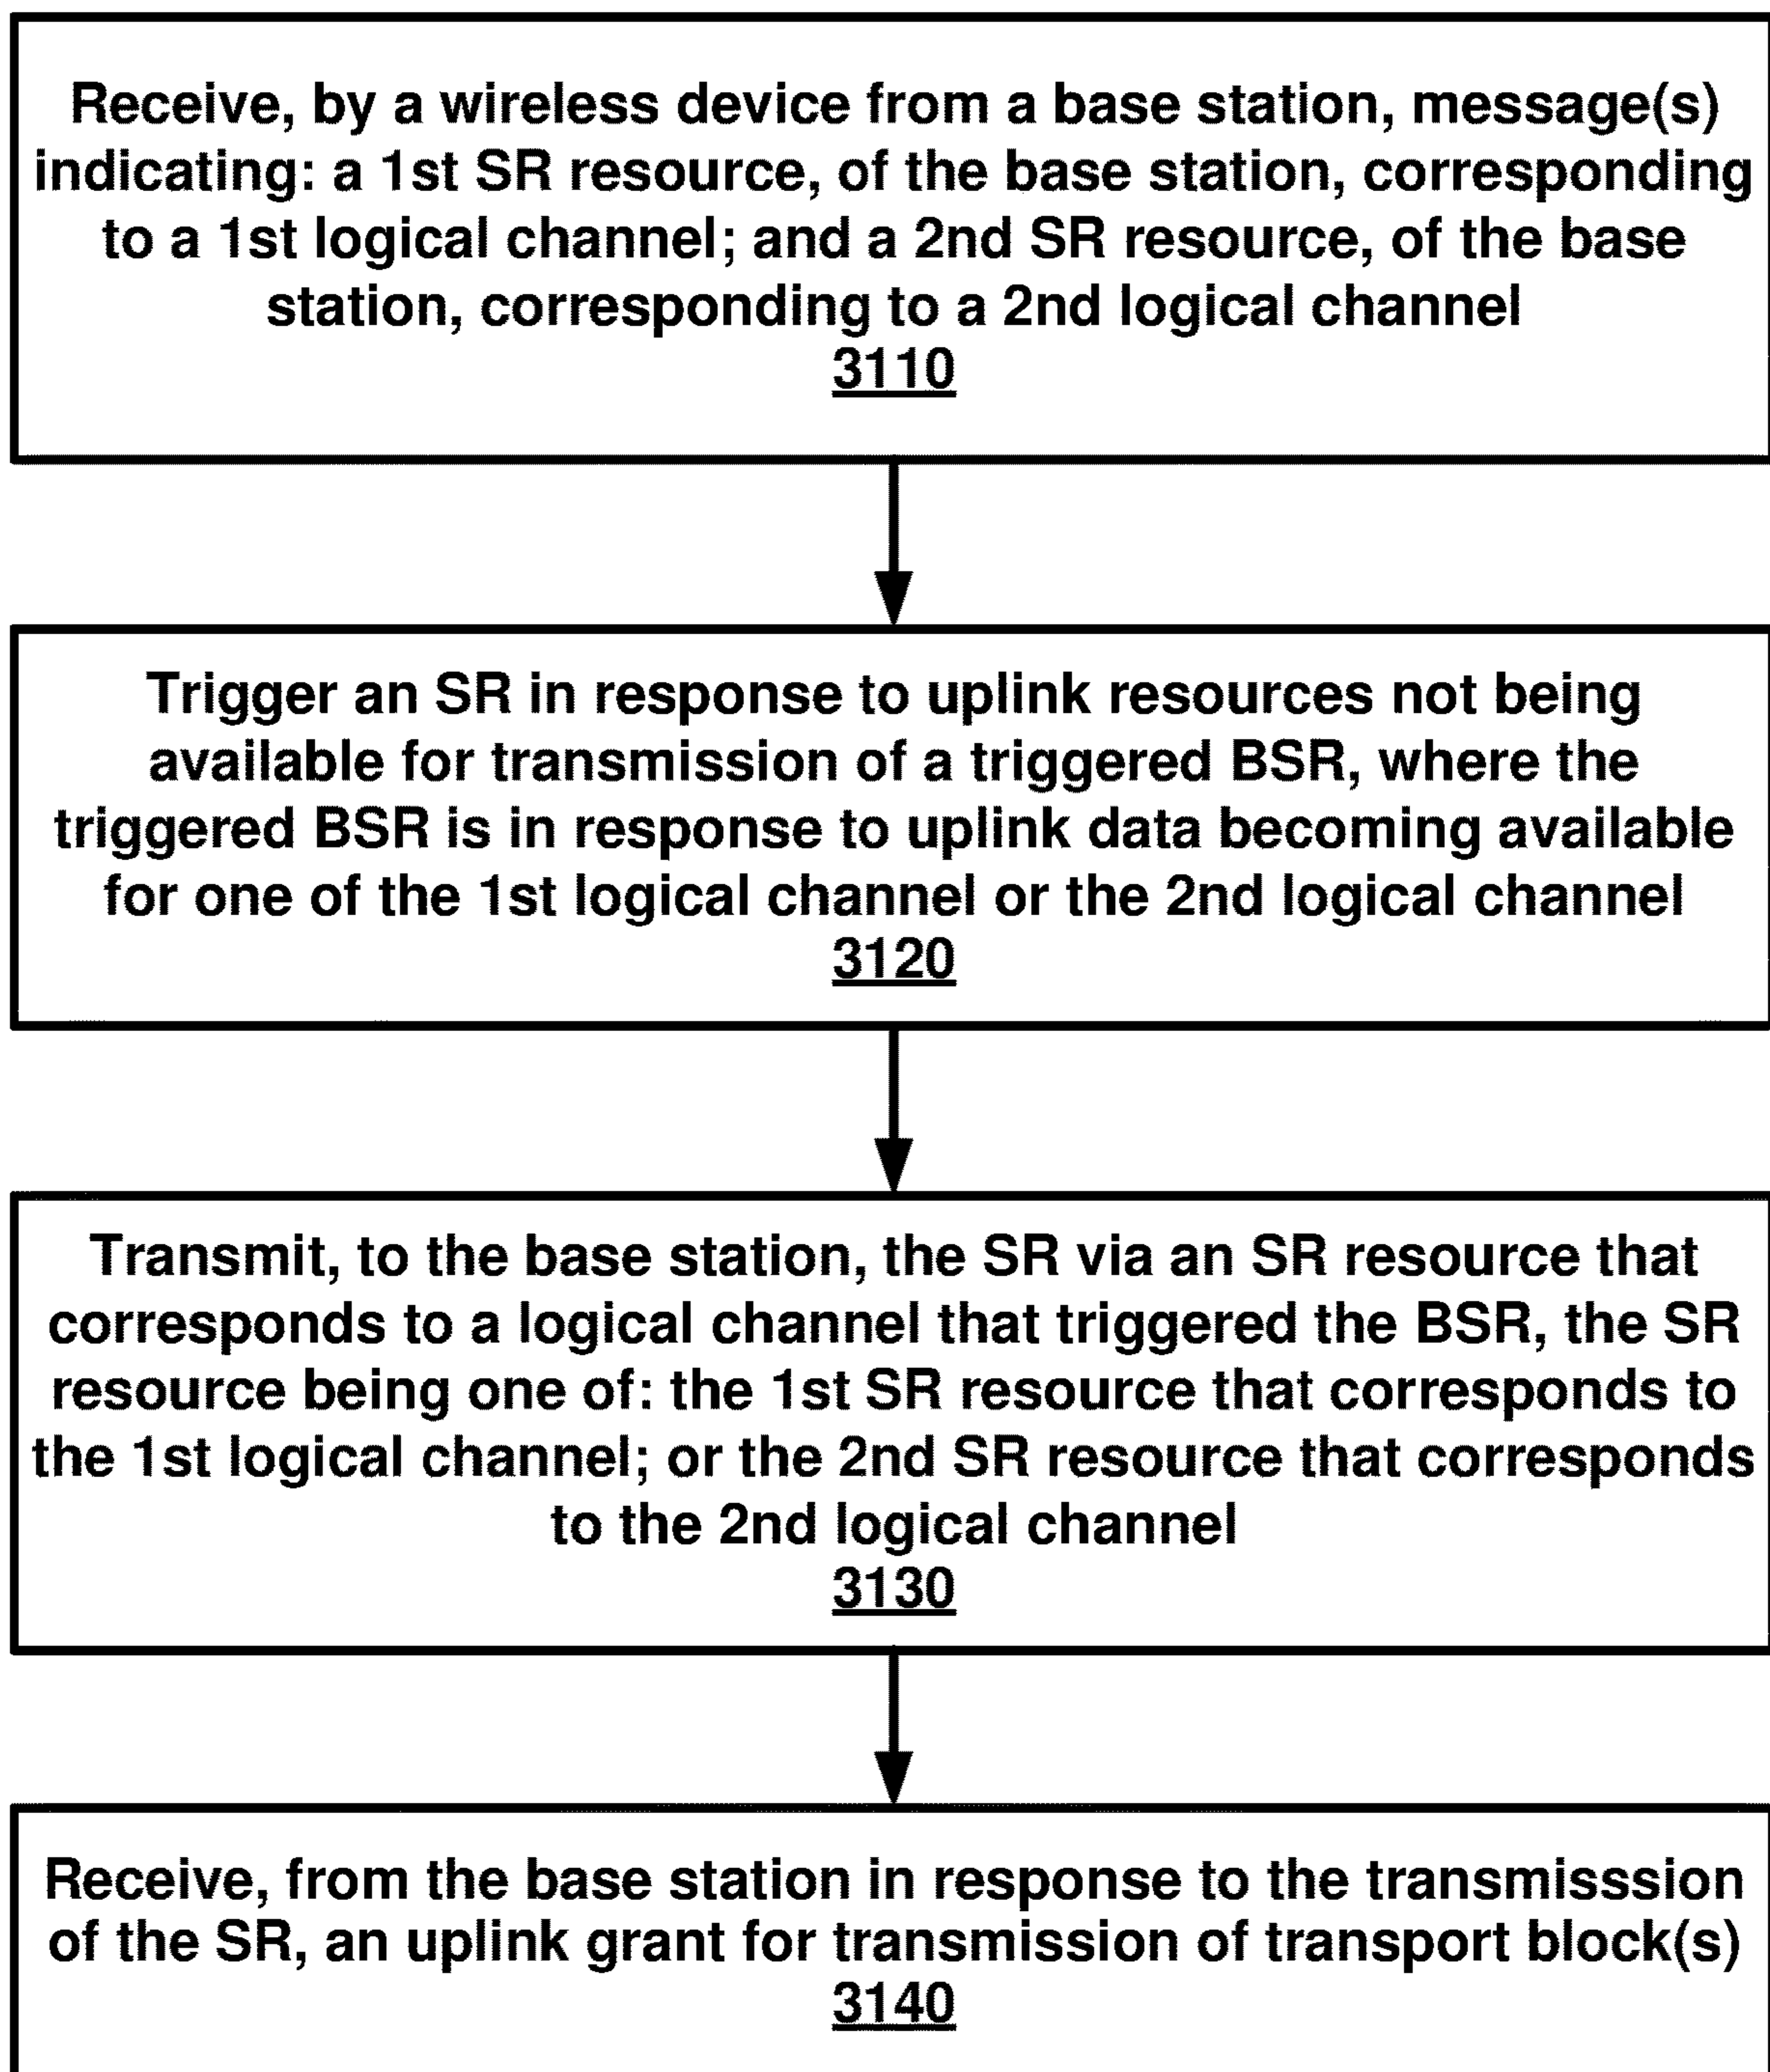 Receive, by a wireless device from a base station, message(s)
indicating: a 1st SR resource, of the base station, corresponding
to a 1st logical channel; and a 2nd SR resource, of the base
station, corresponding to a 2nd logical channel
3110
Trigger an SR in response to uplink resources not being
available for transmission of a triggered BSR, where the
triggered BSR is in response to uplink data becoming available
for one of the 1st logical channel or the 2nd logical channel
3120
Transmit, to the base station, the SR via an SR resource that
corresponds to a logical channel that triggered the BSR, the SR
resource being one of: the 1st SR resource that corresponds to
the 1st logical channel; or the 2nd SR resource that corresponds
to the 2nd logical channel
3130
Receive, from the base station in response to the transmisssion
of the SR, an uplink grant for transmission of transport block(s)
3140